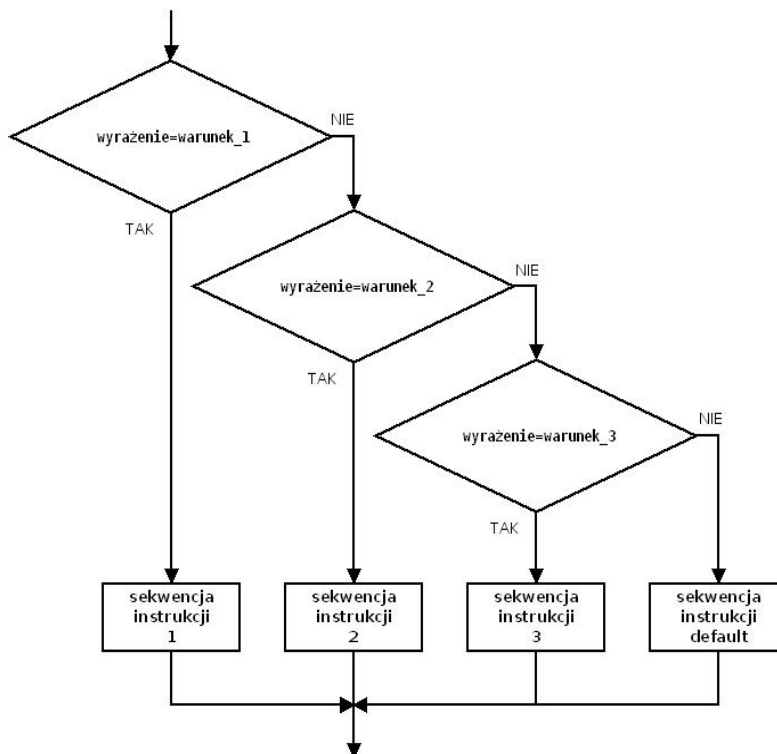 wyrażenie=warunek_1
NIE
TAK
wyrażenie=warunek_2
NIE
TAK
wyrażenie=warunek_3
NIE
TAK
sekwencja
instrukcji
1
sekwencja
instrukcji
2
sekwencja
instrukcji
3
sekwencja
instrukcji
default